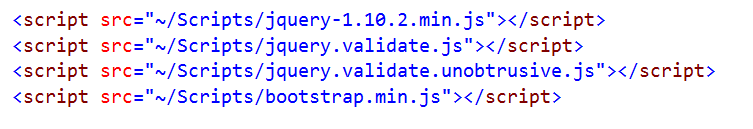 <script src="~/Scripts/jquery-1.10.2.min.js"></script>
<script src="~/Scripts/jquery.validate.js"></script>
<script src="~/Scripts/jquery.validate.unobtrusive.js"></script>
<script src="~/Scripts/bootstrap.min.js"></script>